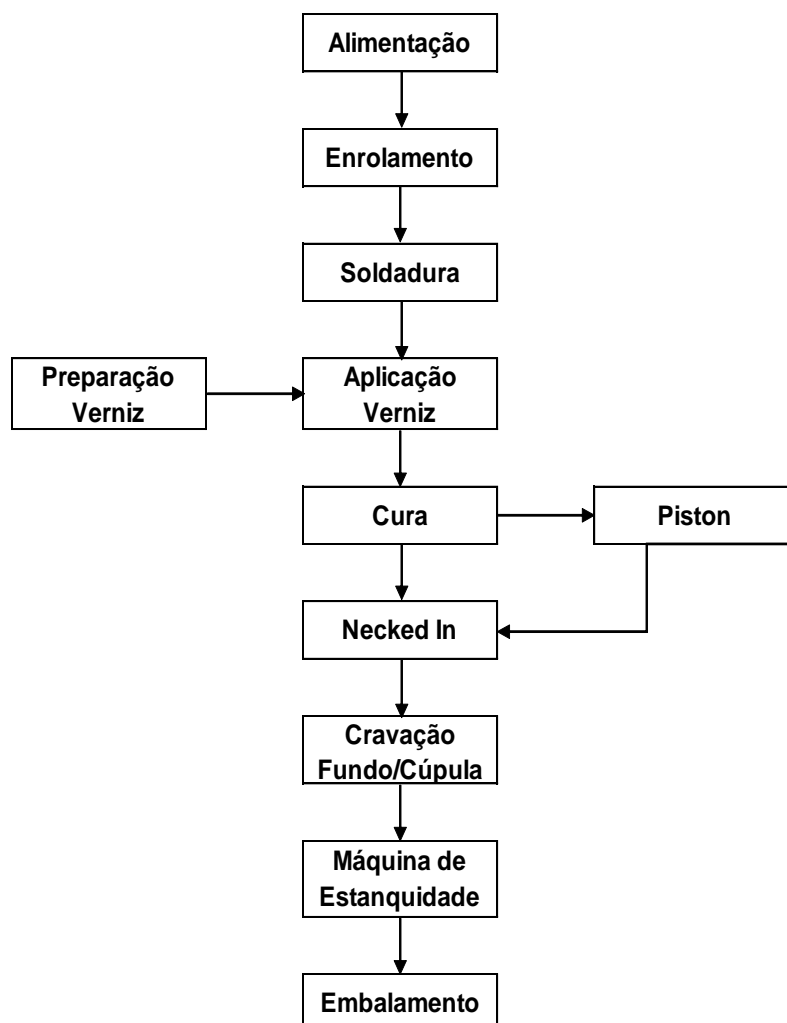 Alimentação
Enrolamento
Soldadura
Preparação
Verniz
Aplicação
Verniz
Cura
Piston
Necked In
Cravação
Fundo/Cúpula
Máquina de
Estanquidade
Embalamento